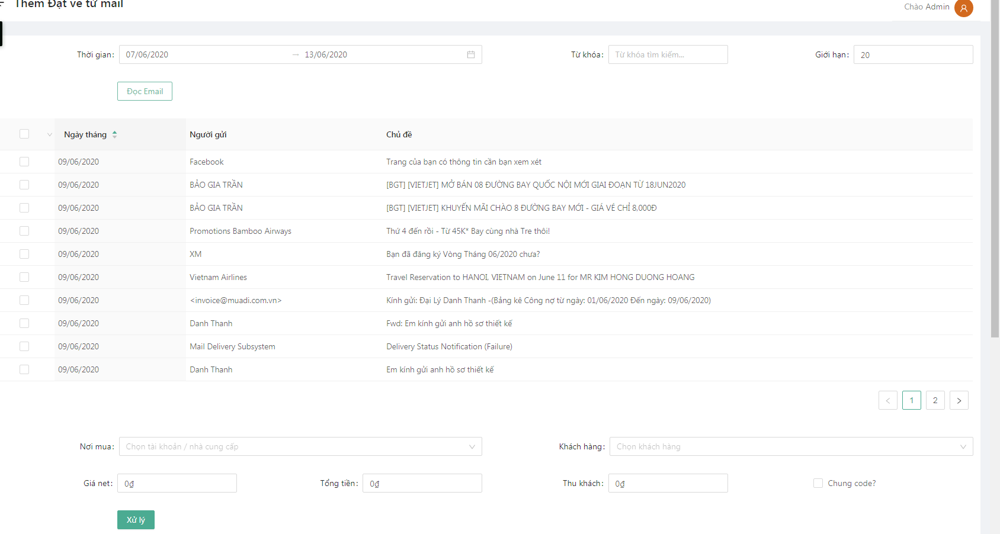 Thêm Đặt vé từ mail
Chào Admin
Thời gian: 07/06/2020 → 13/06/2020 Từ khóa: Từ khóa tìm kiếm... Giới hạn: 20
Đọc Email
Ngày tháng Người gửi Chủ đề
09/06/2020 Facebook Trang của bạn có thông tin cần bạn xem xét
09/06/2020 BẢO GIA TRẦN [BGT] [VIETJET] MỞ BÁN 08 ĐƯỜNG BAY QUỐC NỘI MỚI GIAI ĐOẠN TỪ 18JUN2020
09/06/2020 BẢO GIA TRẦN [BGT] [VIETJET] KHUYẾN MÃI CHÀO 8 ĐƯỜNG BAY MỚI - GIÁ VÉ CHỈ 8,000Đ
09/06/2020 Promotions Bamboo Airways Thứ 4 đến rồi - Từ 45K* Bay cùng nhà Tre thôi!
09/06/2020 XM Bạn đã đăng ký Vòng Tháng 06/2020 chưa?
09/06/2020 Vietnam Airlines Travel Reservation to HANOI, VIETNAM on June 11 for MR KIM HONG DUONG HOANG
09/06/2020 <invoice@muadi.com.vn> Kính gửi: Đại Lý Danh Thanh -(Bảng kê Công nợ từ ngày: 01/06/2020 Đến ngày: 09/06/2020)
09/06/2020 Danh Thanh Fwd: Em kính gửi anh hồ sơ thiết kế
09/06/2020 Mail Delivery Subsystem Delivery Status Notification (Failure)
09/06/2020 Danh Thanh Em kính gửi anh hồ sơ thiết kế
< 1 2 >
Nơi mua: Chọn tài khoản / nhà cung cấp Khách hàng: Chọn khách hàng
Giá net: 0₫ Tổng tiền: 0₫ Thu khách: 0₫ Chung code?
Xử lý